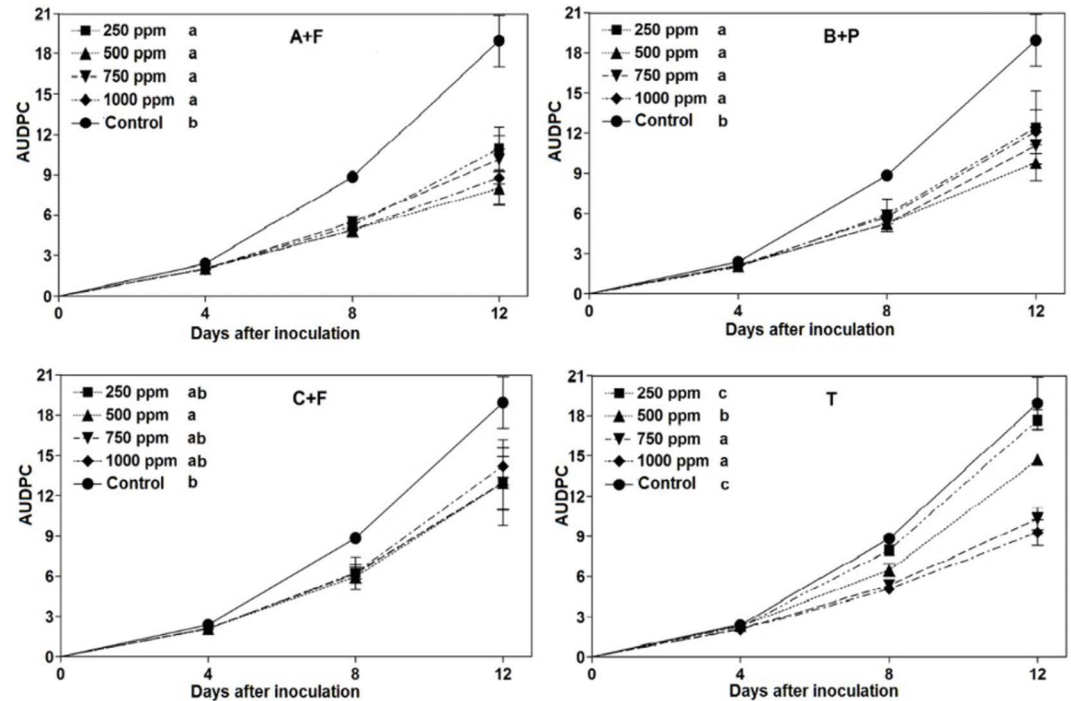 A+F
AUDPC
21
18
15
12
9
6
3
0
250 ppm a
500 ppm a
750 ppm a
1000 ppm a
Control b
0 4 8 12
Days after inoculation
B+P
AUDPC
21
18
15
12
9
6
3
0
250 ppm a
500 ppm a
750 ppm a
1000 ppm a
Control b
0 4 8 12
Days after inoculation
C+F
AUDPC
21
18
15
12
9
6
3
0
250 ppm ab
500 ppm a
750 ppm ab
1000 ppm ab
Control b
0 4 8 12
Days after inoculation
T
AUDPC
21
18
15
12
9
6
3
0
250 ppm c
500 ppm b
750 ppm a
1000 ppm a
Control c
0 4 8 12
Days after inoculation